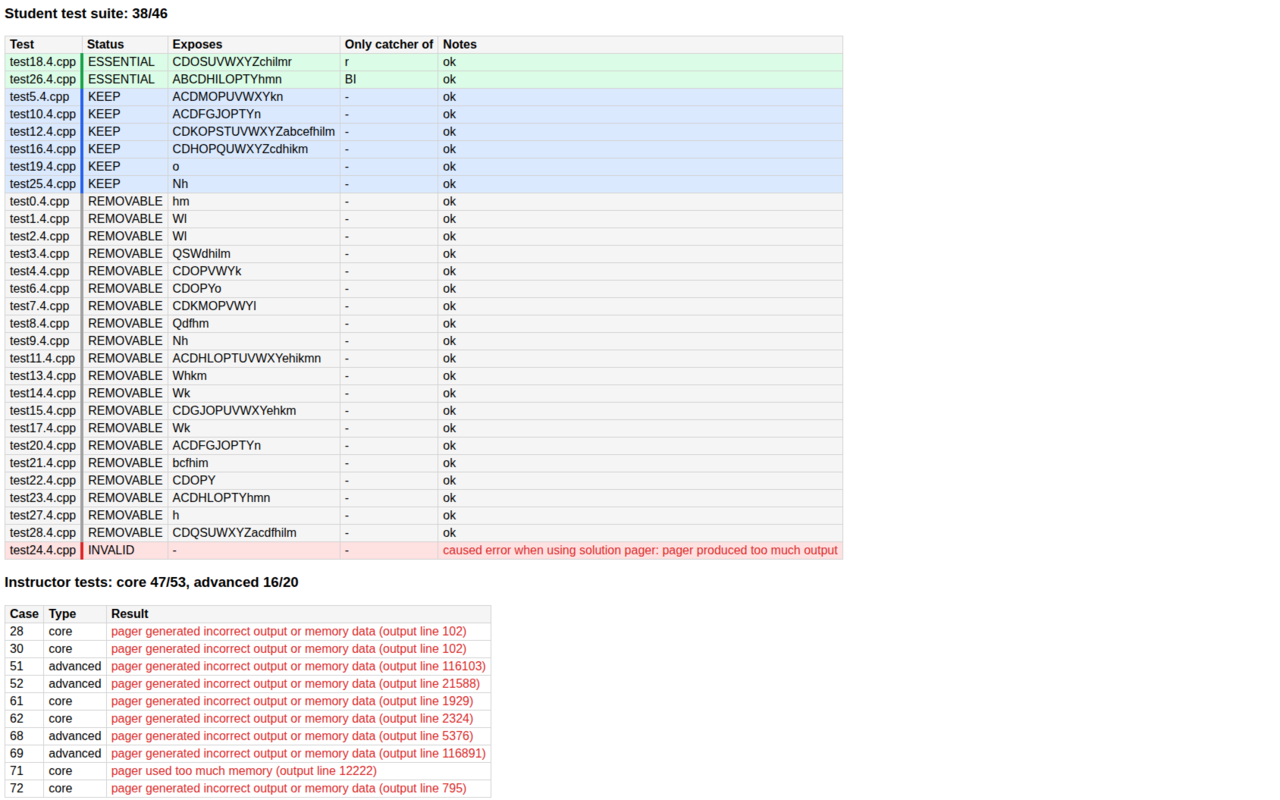 Student test suite: 38/46
Test Status Exposes Only catcher of Notes
test18.4.cpp ESSENTIAL CDOSUVWXYZchilmr r ok
test26.4.cpp ESSENTIAL ABCDHILOPTYhmn BI ok
test5.4.cpp KEEP ACDMOPUVWXYkn - ok
test10.4.cpp KEEP ACDFGJOPTYn - ok
test12.4.cpp KEEP CDKOPSTUVWXYZabcefhilm - ok
test16.4.cpp KEEP CDHOPQUWXYZcdhikm - ok
test19.4.cpp KEEP o - ok
test25.4.cpp KEEP Nh - ok
test0.4.cpp REMOVABLE hm - ok
test1.4.cpp REMOVABLE Wl - ok
test2.4.cpp REMOVABLE Wl - ok
test3.4.cpp REMOVABLE QSWdhilm - ok
test4.4.cpp REMOVABLE CDOPVWYk - ok
test6.4.cpp REMOVABLE CDOPYo - ok
test7.4.cpp REMOVABLE CDKMOPVWYl - ok
test8.4.cpp REMOVABLE Qdfhm - ok
test9.4.cpp REMOVABLE Nh - ok
test11.4.cpp REMOVABLE ACDHLOPTUVWXYehikmn - ok
test13.4.cpp REMOVABLE Whkm - ok
test14.4.cpp REMOVABLE Wk - ok
test15.4.cpp REMOVABLE CDGJOPUVWXYehkm - ok
test17.4.cpp REMOVABLE Wk - ok
test20.4.cpp REMOVABLE ACDFGJOPTYn - ok
test21.4.cpp REMOVABLE bcfhim - ok
test22.4.cpp REMOVABLE CDOPY - ok
test23.4.cpp REMOVABLE ACDHLOPTYhmn - ok
test27.4.cpp REMOVABLE h - ok
test28.4.cpp REMOVABLE CDQSUWXYZacdfhilm - ok
test24.4.cpp INVALID - - caused error when using solution pager: pager produced too much output
Instructor tests: core 47/53, advanced 16/20
Case Type Result
28 core pager generated incorrect output or memory data (output line 102)
30 core pager generated incorrect output or memory data (output line 102)
51 advanced pager generated incorrect output or memory data (output line 116103)
52 advanced pager generated incorrect output or memory data (output line 21588)
61 core pager generated incorrect output or memory data (output line 1929)
62 core pager generated incorrect output or memory data (output line 2324)
68 advanced pager generated incorrect output or memory data (output line 5376)
69 advanced pager generated incorrect output or memory data (output line 116891)
71 core pager used too much memory (output line 12222)
72 core pager generated incorrect output or memory data (output line 795)